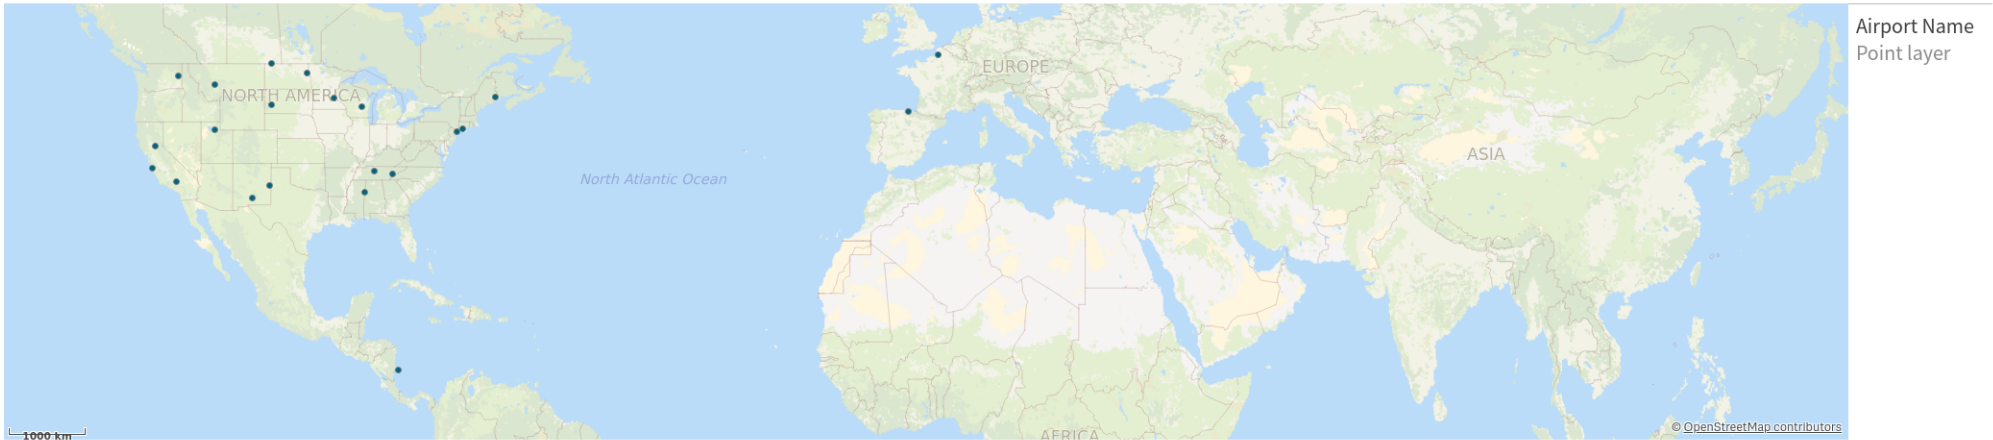 Airport Name
Point layer
EUROPE
NORTH AMERICA
ASIA
North Atlantic Ocean
AFRICA
1000 km
© OpenStreetMap contributors